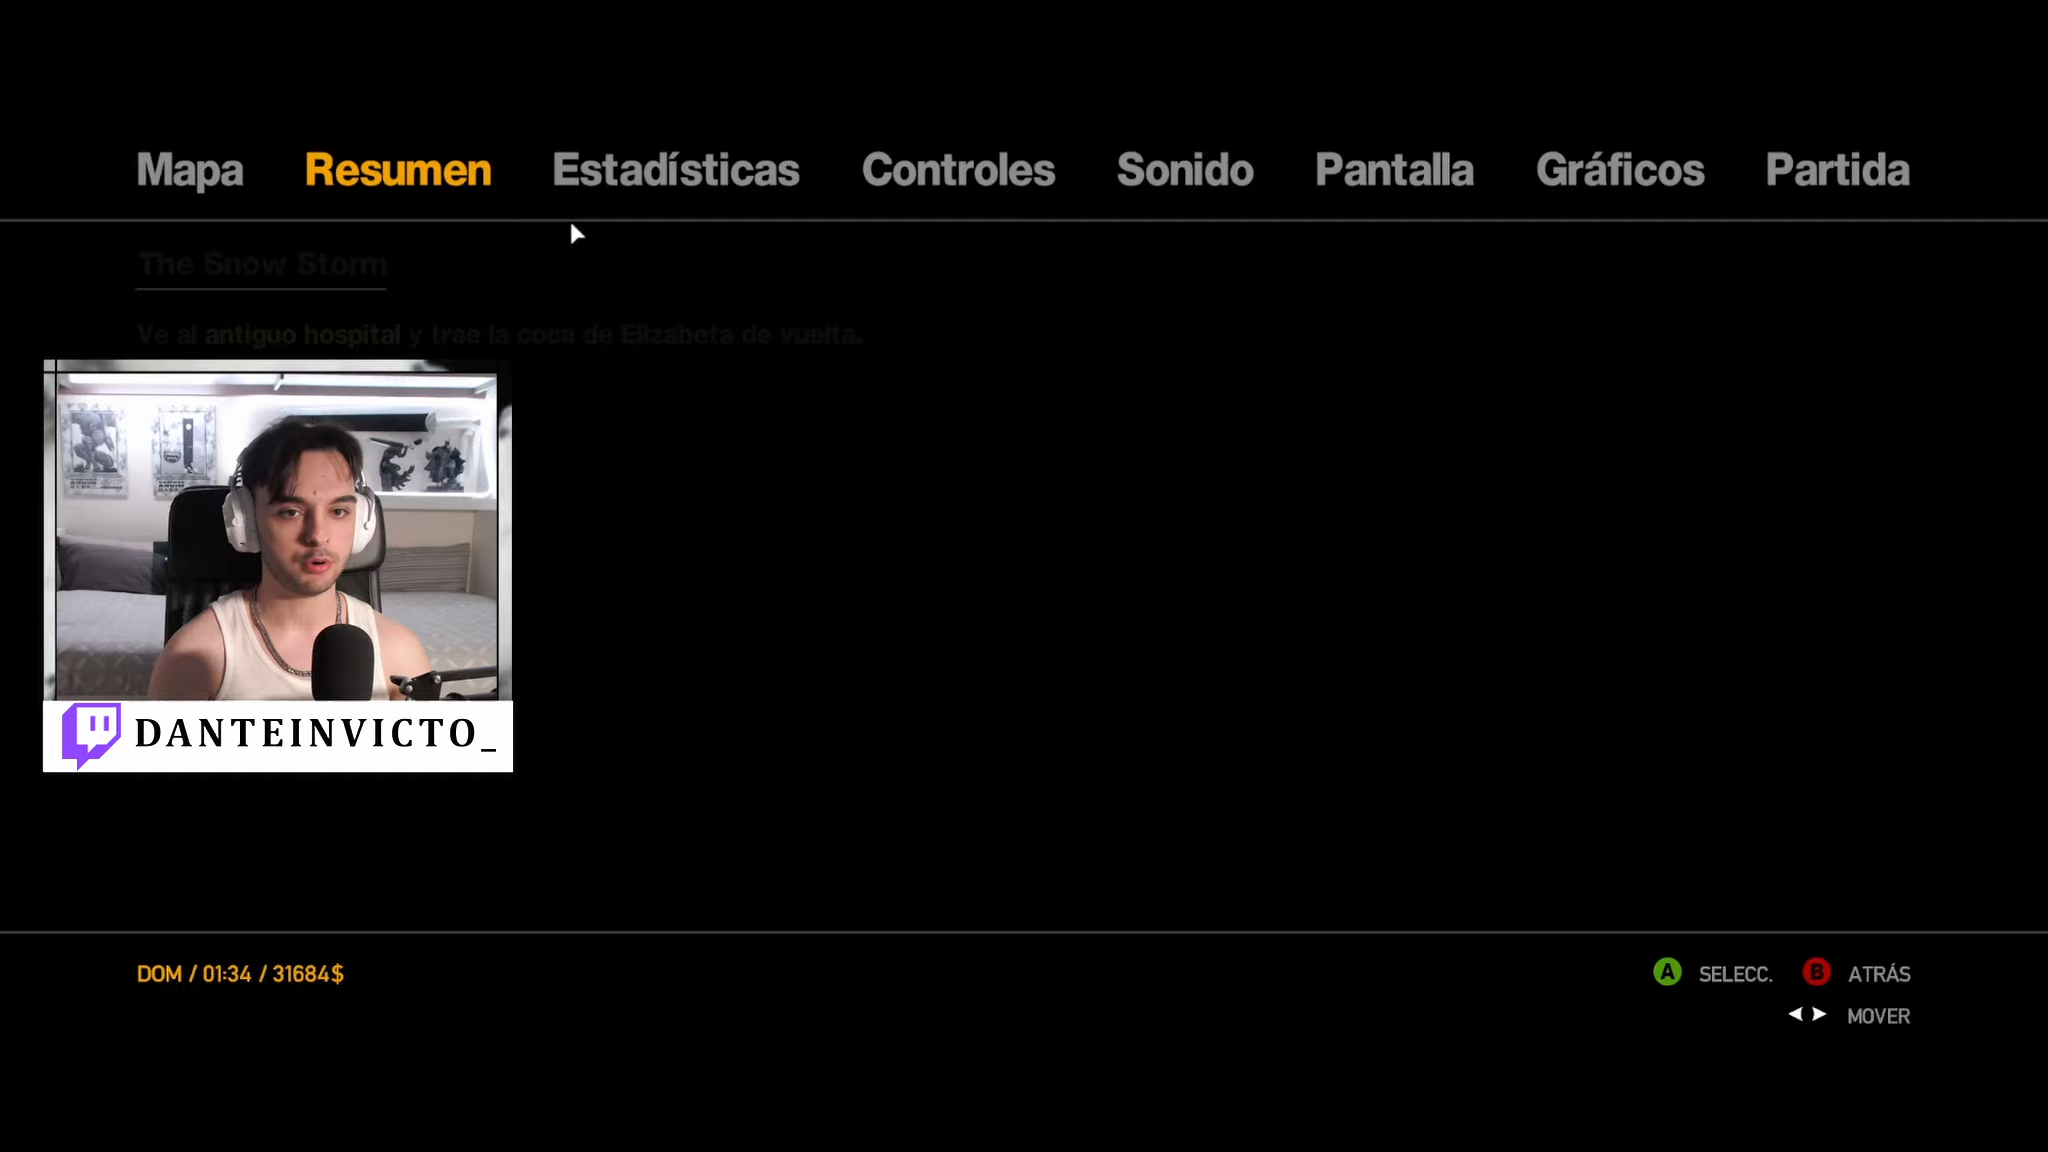 Mapa Resumen Estadísticas Controles Sonido Pantalla Gráficos Partida
The Snow Storm
Ve al antiguo hospital y trae la coca de Elizabeta de vuelta.
DANTEINVICTO_
DOM / 01:34 / 31684$
A SELECC. B ATRÁS
MOVER